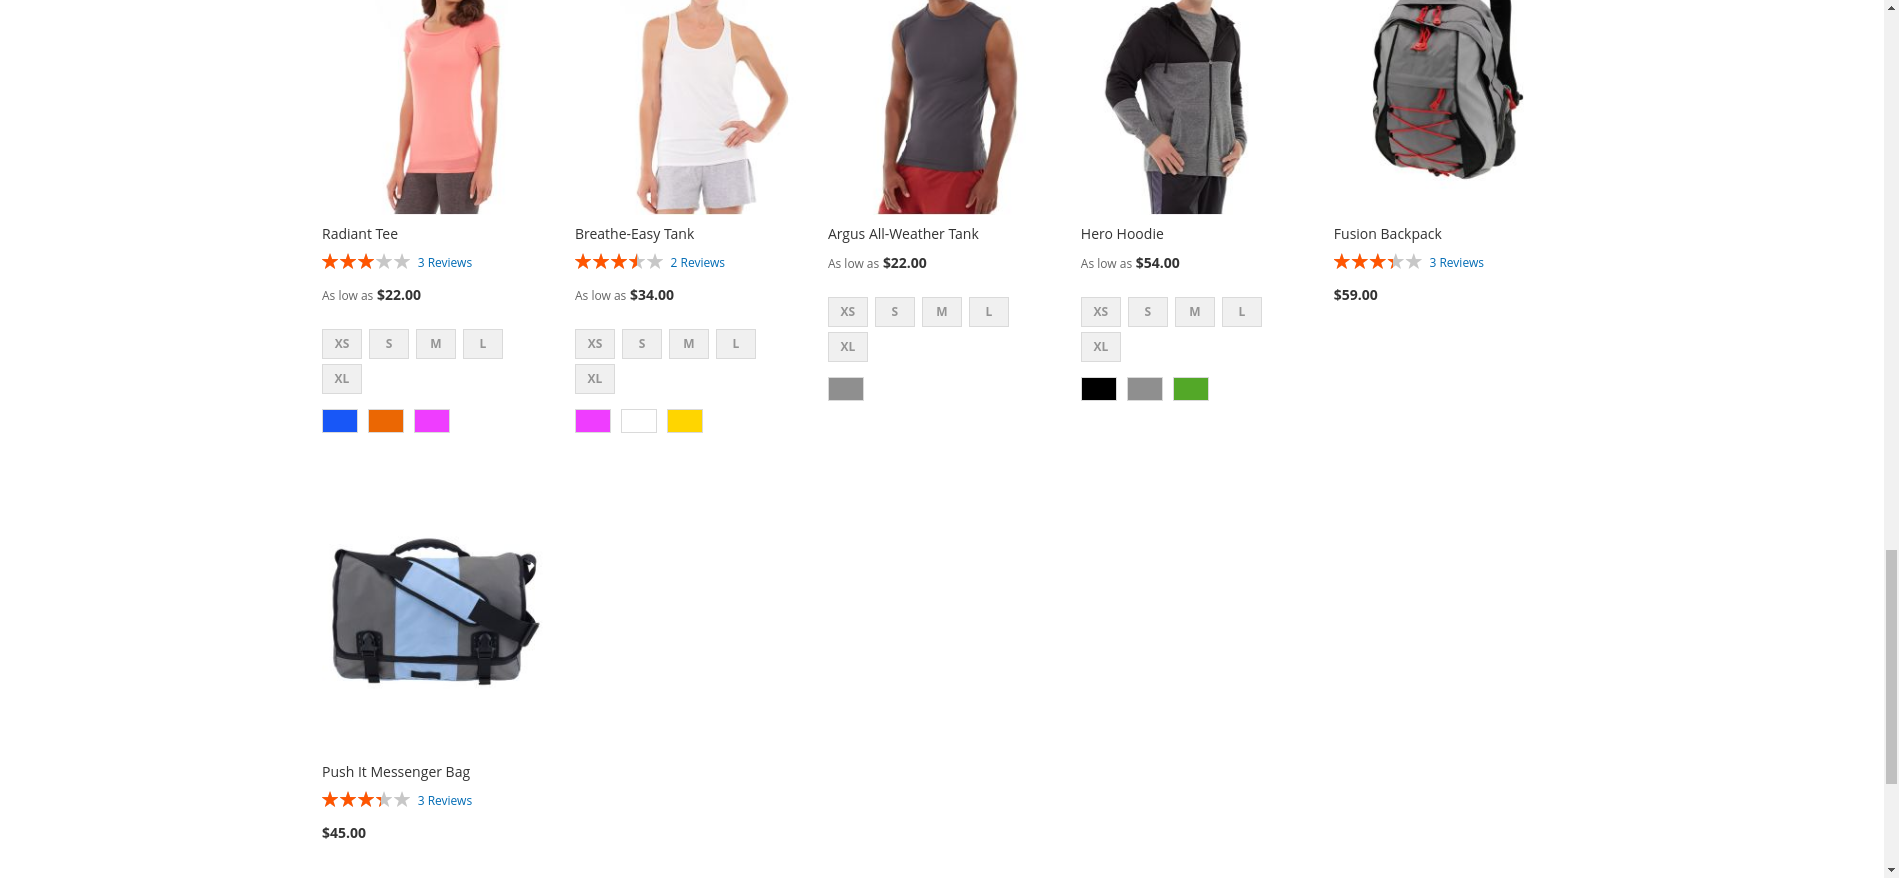 Radiant Tee
3 Reviews
As low as $22.00
XS S M L
XL
Breathe-Easy Tank
2 Reviews
As low as $34.00
XS S M L
XL
Argus All-Weather Tank
As low as $22.00
XS S M L
XL
Hero Hoodie
As low as $54.00
XS S M L
XL
Fusion Backpack
3 Reviews
$59.00
Push It Messenger Bag
3 Reviews
$45.00